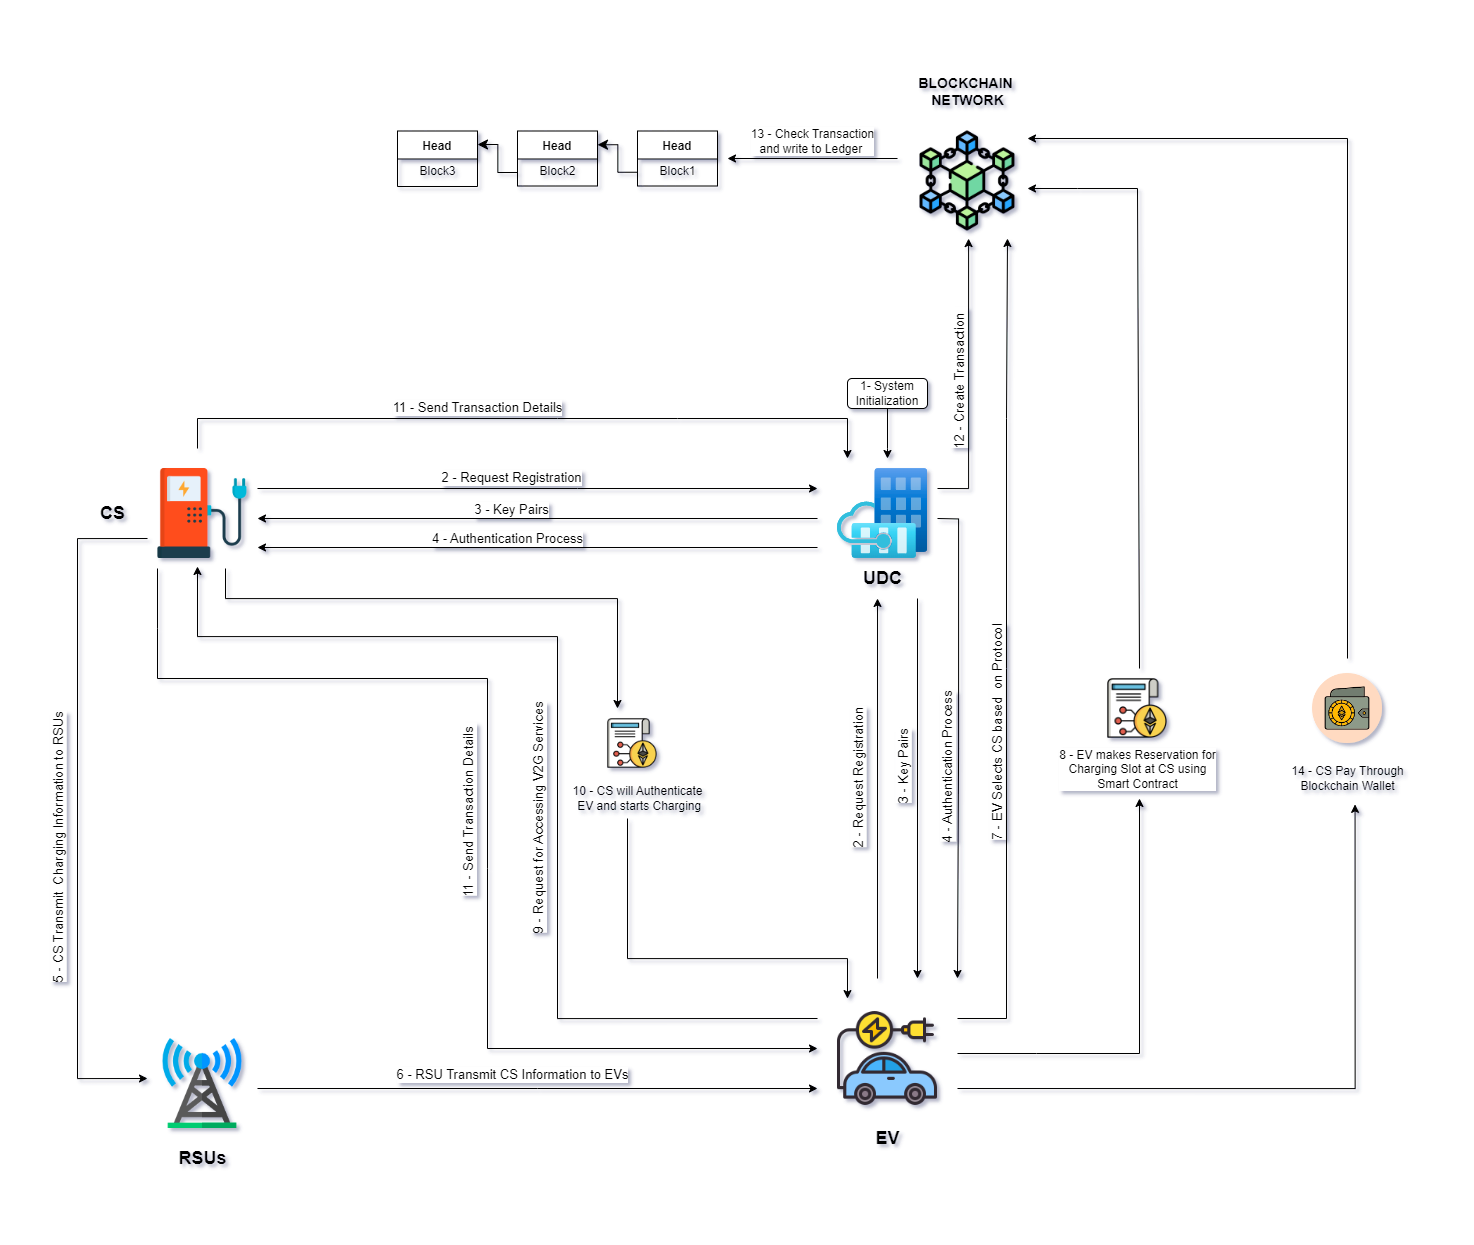 BLOCKCHAIN
NETWORK
13 - Check Transaction
and write to Ledger
Head
Head
Head
Block3
Block2
Block1
12 - Create Transaction
1- System
Initialization
11 - Send Transaction Details
2 - Request Registration
3 - Key Pairs
4 - Authentication Process
CS
UDC
5 - CS Transmit Charging Information to RSUs
11 - Send Transaction Details
9 - Request for Accessing V2G Services
10 - CS will Authenticate
EV and starts Charging
2 - Request Registration
3 - Key Pairs
4 - Authentication Process
7 - EV Selects CS based on Protocol
8 - EV makes Reservation for
Charging Slot at CS using
Smart Contract
14 - CS Pay Through
Blockchain Wallet
6 - RSU Transmit CS Information to EVs
RSUs
EV